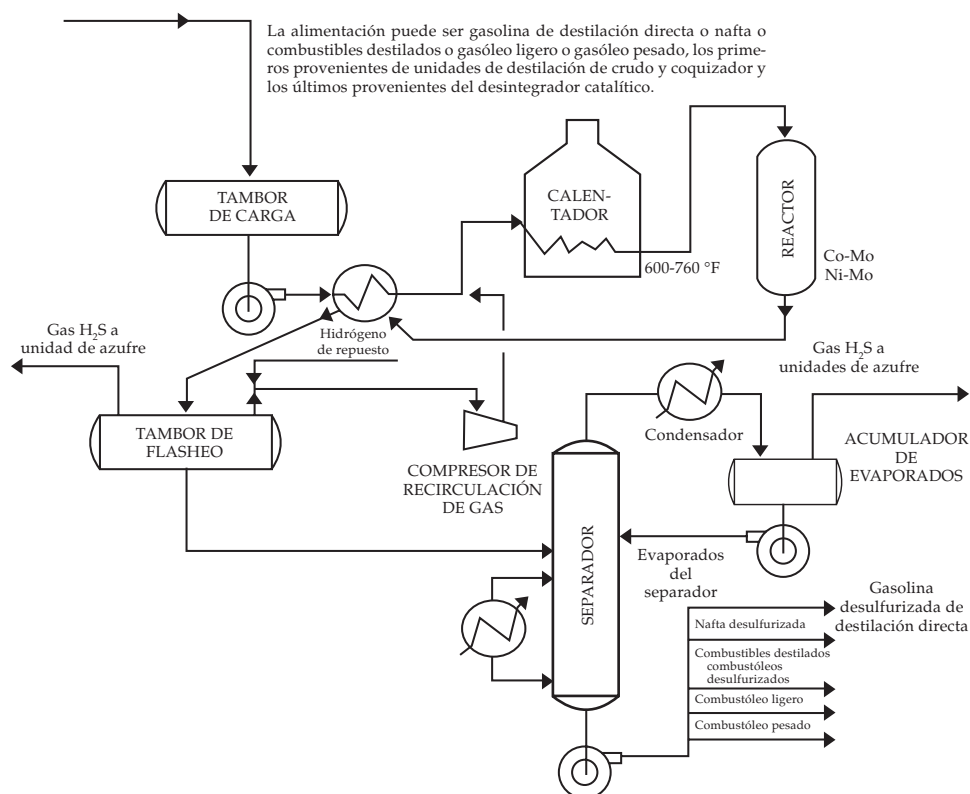 La alimentación puede ser gasolina de destilación directa o nafta o
combustibles destilados o gasóleo ligero o gasóleo pesado, los prime-
ros provenientes de unidades de destilación de crudo y coquizador y
los últimos provenientes del desintegrador catalítico.
TAMBOR
DE CARGA
CALEN-
TADOR
REACTOR
600-760 °F
Co-Mo
Ni-Mo
Hidrógeno
de repuesto
Gas H₂S a
unidad de azufre
TAMBOR DE
FLASHEO
COMPRESOR DE
RECIRCULACIÓN
DE GAS
Condensador
Gas H₂S a
unidades de azufre
ACUMULADOR
DE
EVAPORADOS
SEPARADOR
Evaporados
del
separador
Gasolina
desulfurizada de
destilación directa
Nafta desulfurizada
Combustibles destilados
combustóleos
desulfurizados
Combustóleo ligero
Combustóleo pesado